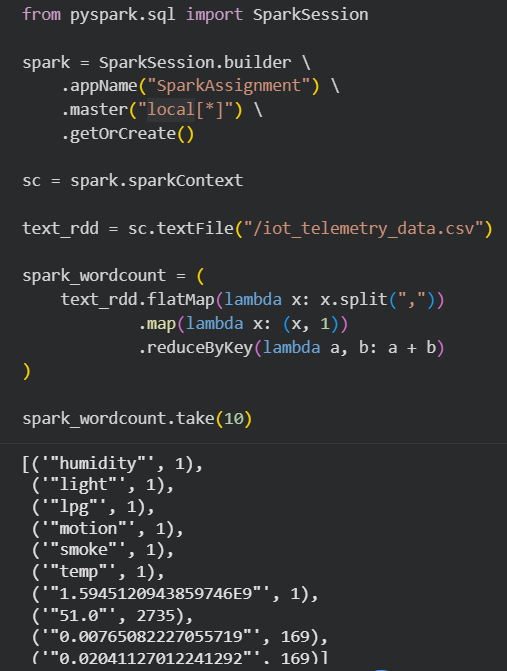 from pyspark.sql import SparkSession
spark = SparkSession.builder \
    .appName("SparkAssignment") \
    .master("local[*]") \
    .getOrCreate()
sc = spark.sparkContext
text_rdd = sc.textFile("/iot_telemetry_data.csv")
spark_wordcount = (
    text_rdd.flatMap(lambda x: x.split(","))
            .map(lambda x: (x, 1))
            .reduceByKey(lambda a, b: a + b)
)
spark_wordcount.take(10)
[('"humidity"', 1),
 ('"light"', 1),
 ('"lpg"', 1),
 ('"motion"', 1),
 ('"smoke"', 1),
 ('"temp"', 1),
 ('"1.5945120943859746E9"', 1),
 ('"51.0"', 2735),
 ('"0.00765082227055719"', 169),
 ('"0.02041127012241292"', 169)]